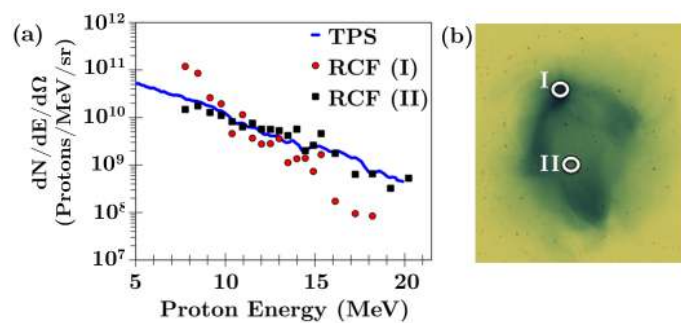 (a)
TPS
RCF (I)
RCF (II)
dN/dE/dΩ
(Protons/MeV/sr)
10¹²
10¹¹
10¹⁰
10⁹
10⁸
10⁷
5 10 15 20
Proton Energy (MeV)
(b)
I
II